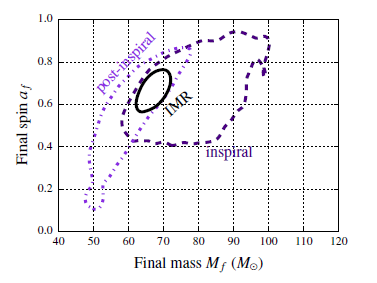 1.0
0.8
0.6
0.4
0.2
0.0
40 50 60 70 80 90 100 110 120
Final spin a_f
Final mass M_f (M_⊙)
post-inspiral
IMR
inspiral